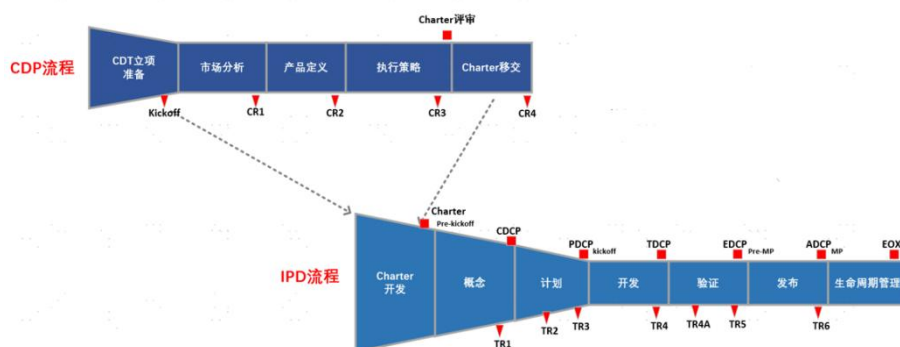 Charter评审
CDP流程
CDT立项
准备
市场分析
产品定义
执行策略
Charter移交
Kickoff
CR1
CR2
CR3
CR4
Charter
Pre-kickoff
CDCP
PDCP
kickoff
TDCP
EDCP
Pre-MP
ADCP
MP
EOX
IPD流程
Charter
开发
概念
计划
开发
验证
发布
生命周期管理
TR1
TR2
TR3
TR4
TR4A
TR5
TR6